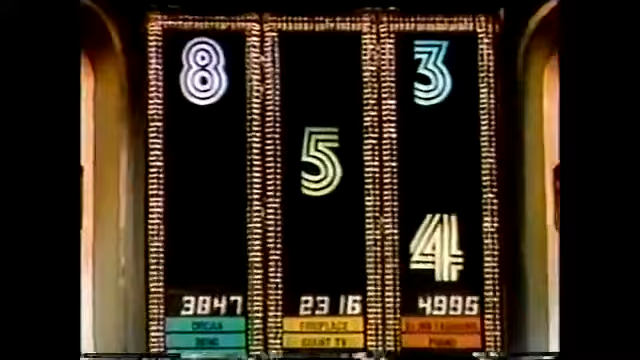 8 3
5
4
3847 2316 4995
ORGAN FIREPLACE
GIANT TV PIANO